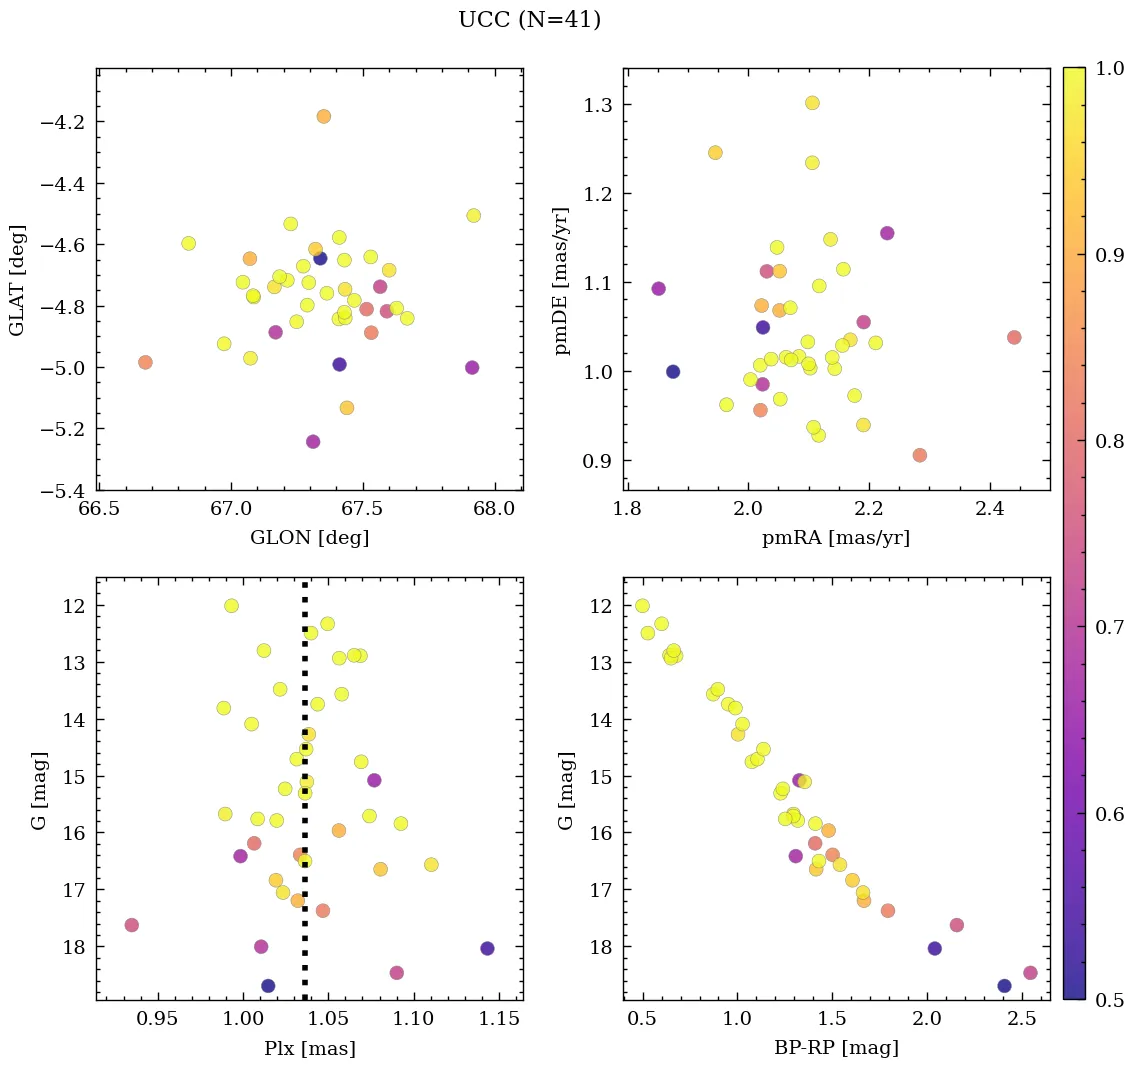 UCC (N=41)
−4.2
−4.4
−4.6
−4.8
−5.0
−5.2
−5.4
GLAT [deg]
66.5 67.0 67.5 68.0
GLON [deg]
1.3
1.2
1.1
1.0
0.9
pmDE [mas/yr]
1.8 2.0 2.2 2.4
pmRA [mas/yr]
12
13
14
15
16
17
18
G [mag]
0.95 1.00 1.05 1.10 1.15
Plx [mas]
12
13
14
15
16
17
18
G [mag]
0.5 1.0 1.5 2.0 2.5
BP-RP [mag]
1.0
0.9
0.8
0.7
0.6
0.5